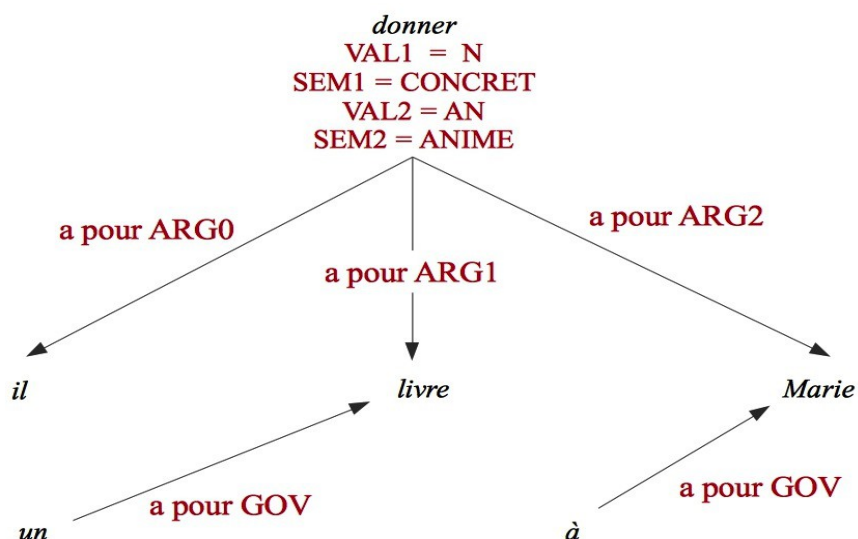 donner
VAL1 = N
SEM1 = CONCRET
VAL2 = AN
SEM2 = ANIME
a pour ARG0
a pour ARG2
a pour ARG1
il
livre
Marie
a pour GOV
a pour GOV
un
à